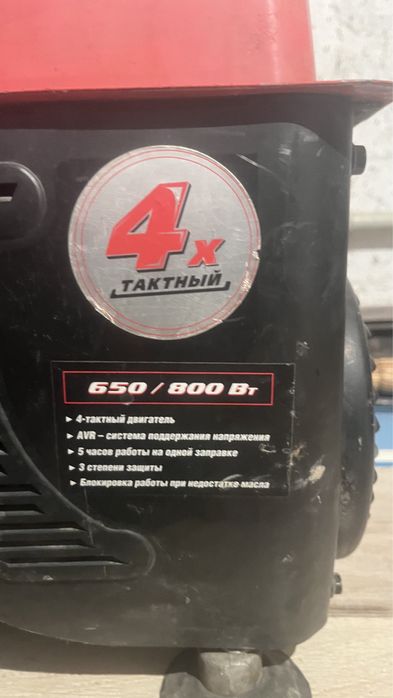 4х
ТАКТНЫЙ
650 / 800 Вт
▸ 4-тактный двигатель
▸ AVR – система поддержания напряжения
▸ 5 часов работы на одной заправке
▸ 3 степени защиты
▸ Блокировка работы при недостатке масла